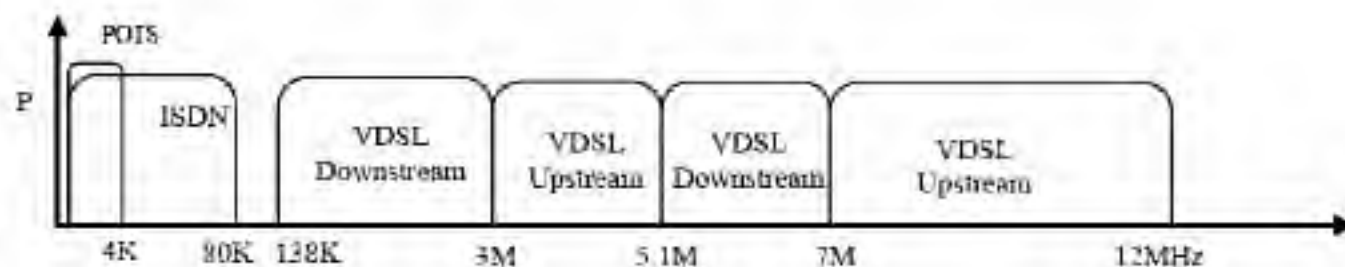 POTS
P
ISDN
VDSL
Downstream
VDSL
Upstream
VDSL
Downstream
VDSL
Upstream
4K 80K 138K 3M 5.1M 7M 12MHz